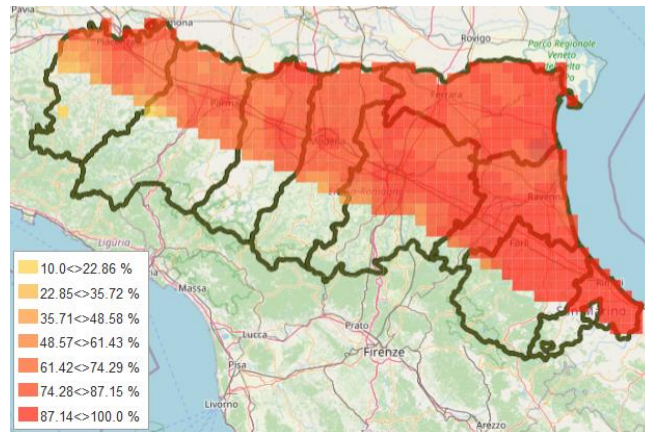 Pavia
Rovigo
Parco Regionale
Veneto
Ferrara
Parma
Modena
Ravenna
Forlì
Rimini
Liguria
Massa
Lucca
Prato
Pisa
Firenze
Livorno
Arezzo
10.0<>22.86 %
22.85<>35.72 %
35.71<>48.58 %
48.57<>61.43 %
61.42<>74.29 %
74.28<>87.15 %
87.14<>100.0 %